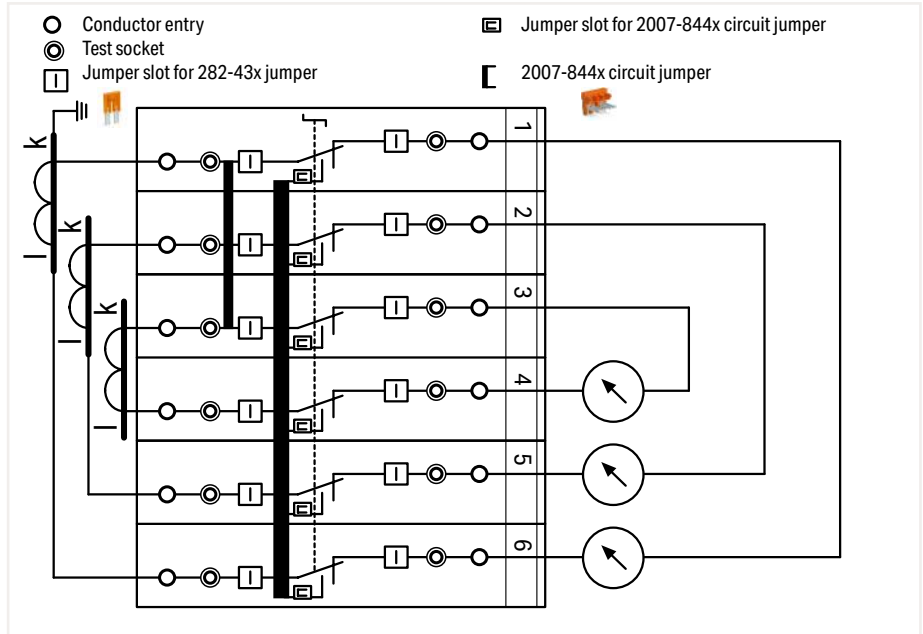 Conductor entry
Test socket
Jumper slot for 282-43x jumper
Jumper slot for 2007-844x circuit jumper
2007-844x circuit jumper
k
l
k
l
k
l
1
2
3
4
5
6